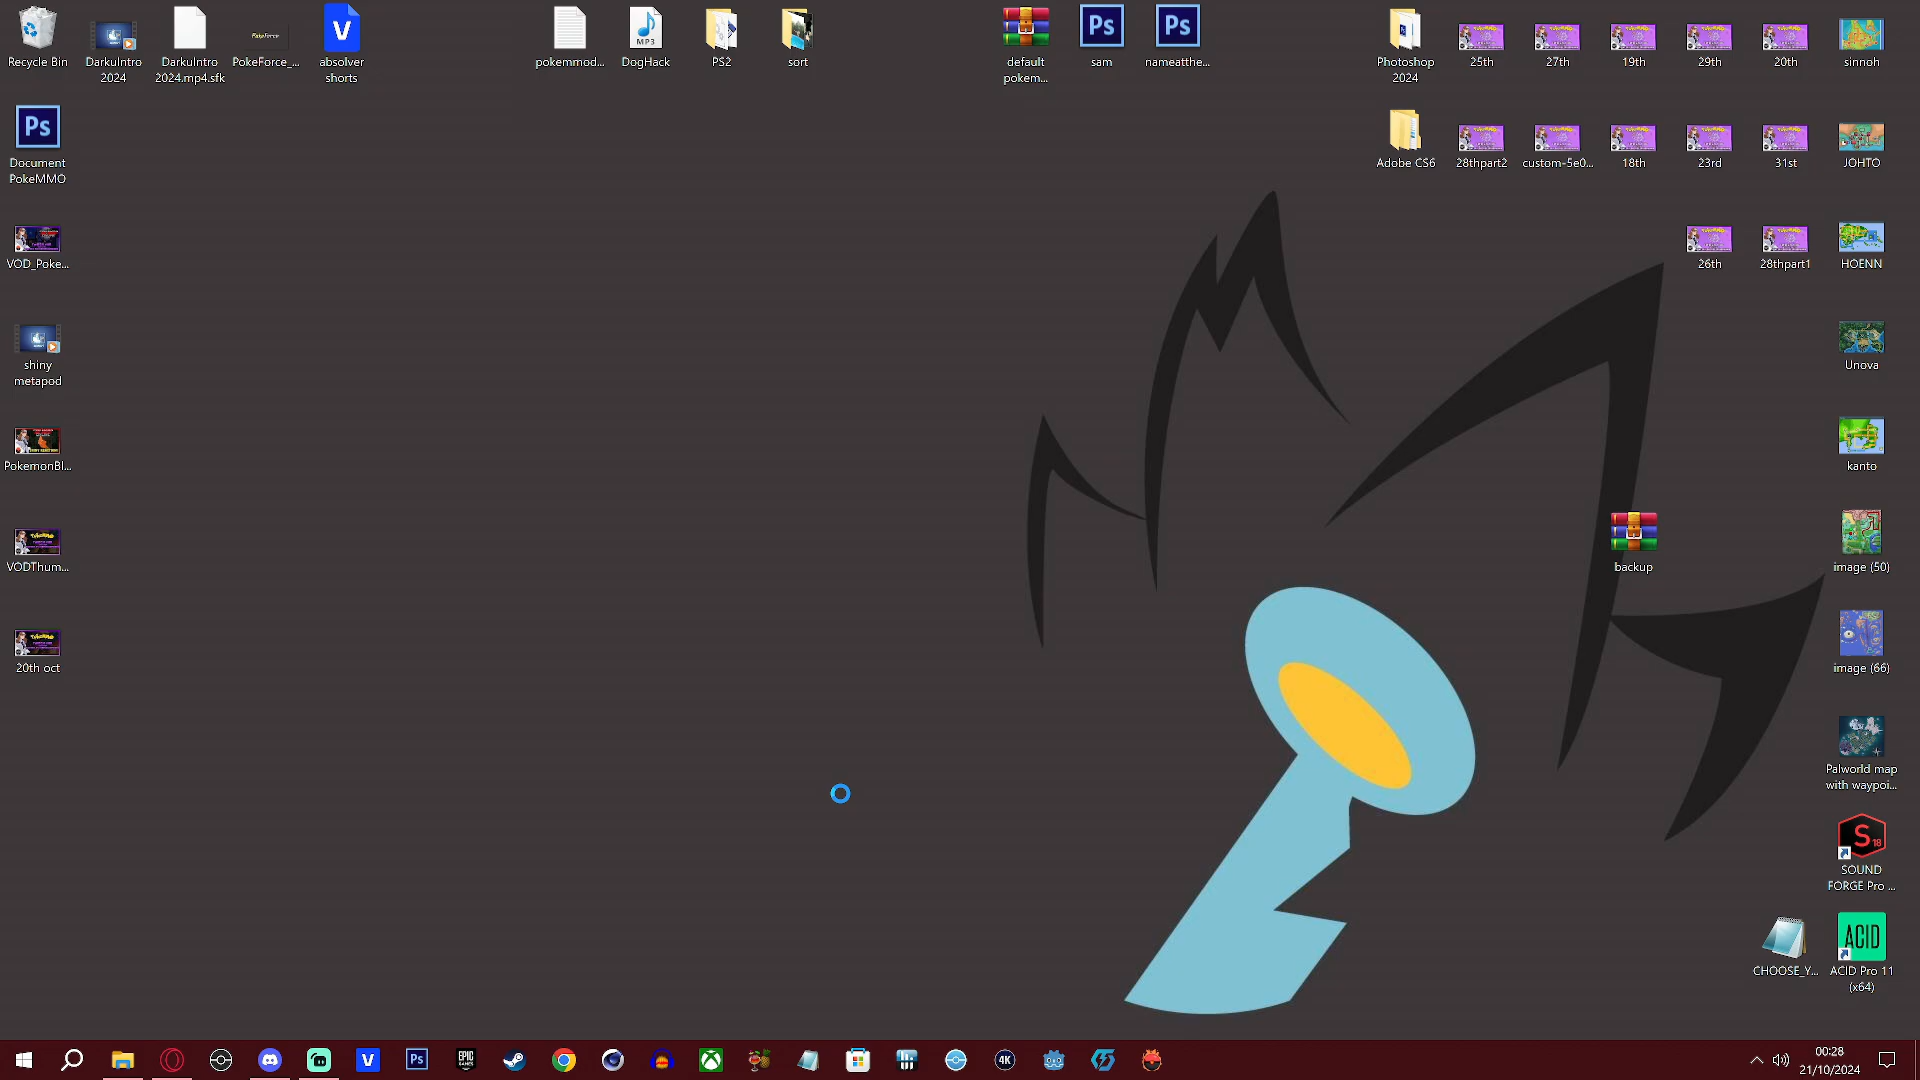 Recycle Bin
DarkuIntro
2024
DarkuIntro
2024.mp4.sfk
PokeForce_...
absolver
shorts
pokemmod...
DogHack
PS2
sort
default
pokem...
sam
nameatthe...
Photoshop
2024
25th
27th
19th
29th
20th
sinnoh
Document
PokeMMO
Adobe CS6
28thpart2
custom-5e0...
18th
23rd
31st
JOHTO
VOD_Poke...
26th
28thpart1
HOENN
shiny
metapod
Unova
PokemonBl...
kanto
VODThum...
backup
image (50)
20th oct
image (66)
Palworld map
with waypoi...
SOUND
FORGE Pro ...
CHOOSE_Y...
ACID Pro 11
(x64)
00:28
21/10/2024